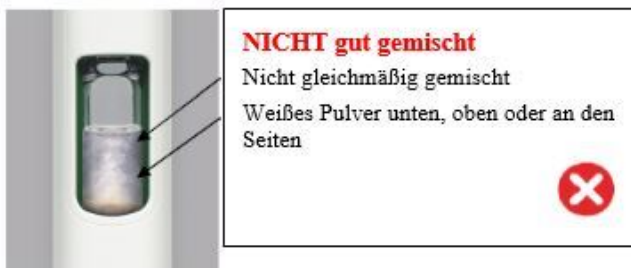 NICHT gut gemischt
Nicht gleichmäßig gemischt
Weißes Pulver unten, oben oder an den
Seiten